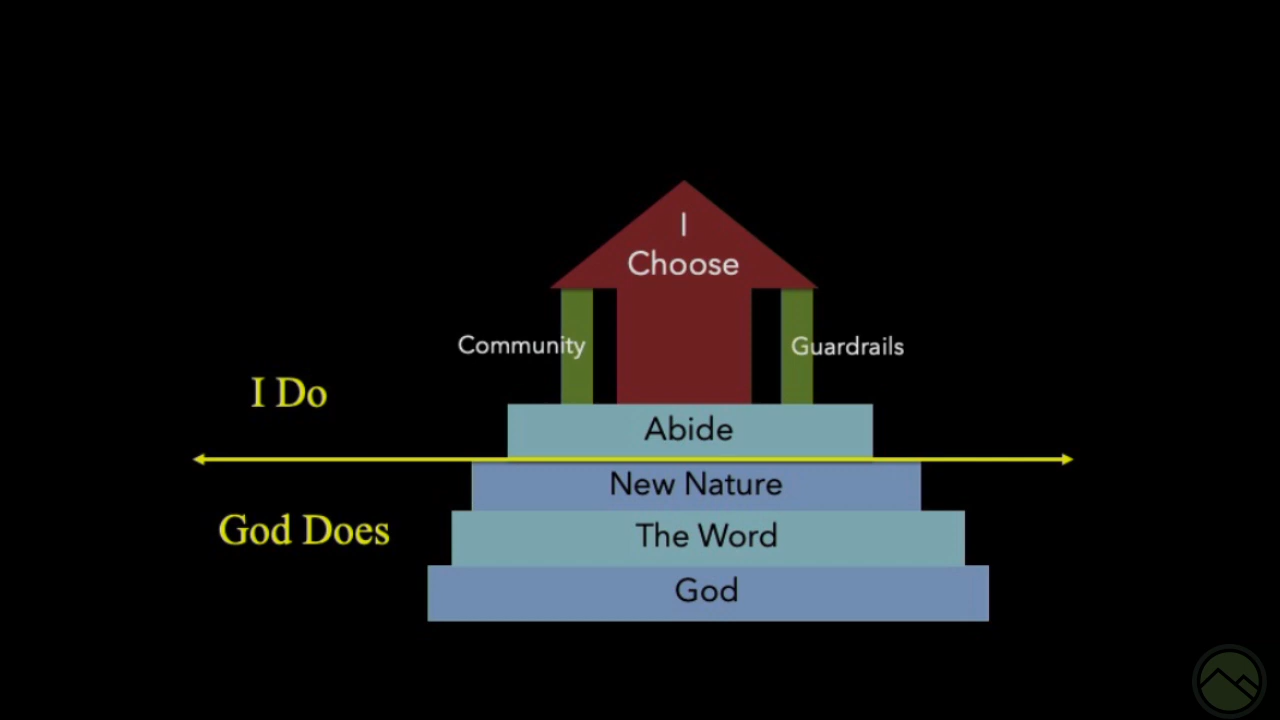 I
Choose
Community
Guardrails
I Do
Abide
New Nature
God Does
The Word
God